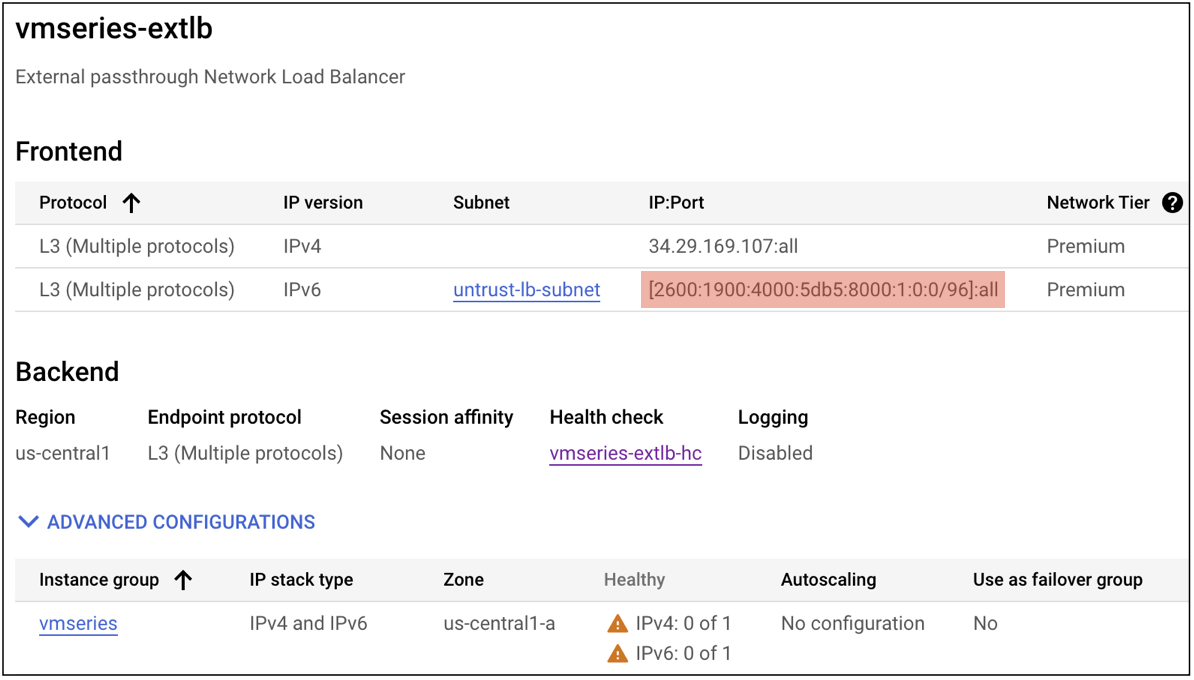 vmseries-extlb
External passthrough Network Load Balancer
Frontend
Protocol IP version Subnet IP:Port Network Tier ?
L3 (Multiple protocols) IPv4 34.29.169.107:all Premium
L3 (Multiple protocols) IPv6 untrust-lb-subnet [2600:1900:4000:5db5:8000:1:0:0/96]:all Premium
Backend
Region Endpoint protocol Session affinity Health check Logging
us-central1 L3 (Multiple protocols) None vmseries-extlb-hc Disabled
ADVANCED CONFIGURATIONS
Instance group IP stack type Zone Healthy Autoscaling Use as failover group
vmseries IPv4 and IPv6 us-central1-a IPv4: 0 of 1 No configuration No
IPv6: 0 of 1